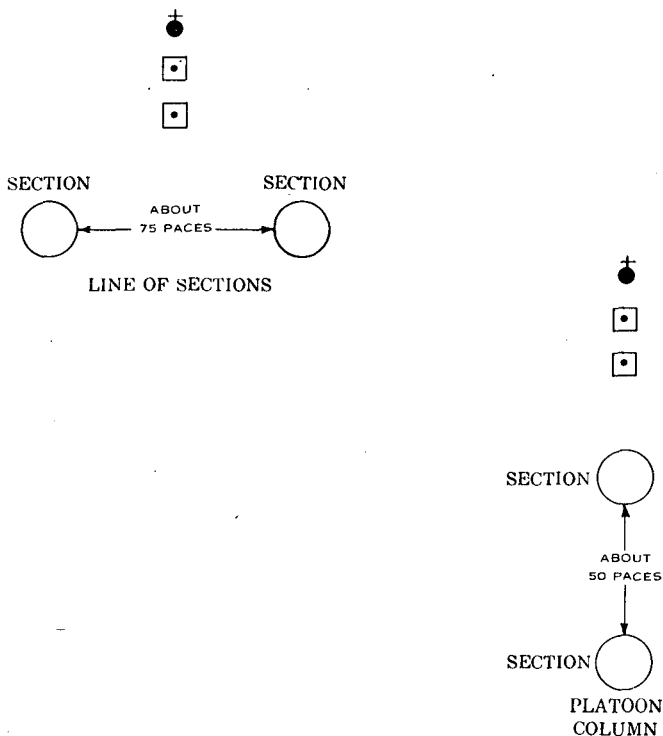 SECTION
SECTION
ABOUT
75 PACES
LINE OF SECTIONS
SECTION
ABOUT
50 PACES
SECTION
PLATOON
COLUMN